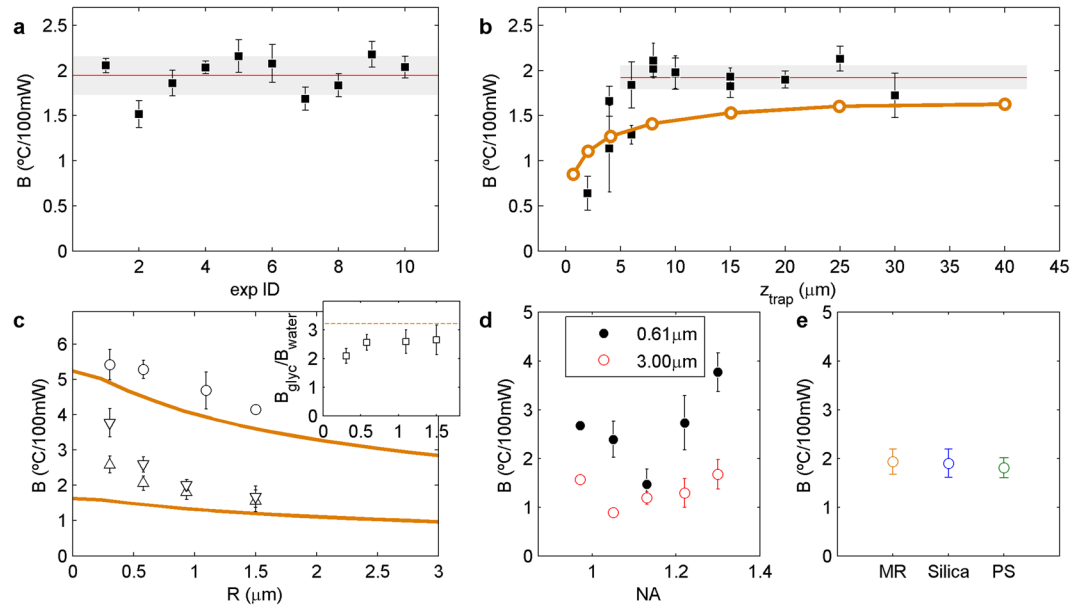 a
2.5
2
1.5
1
0.5
0
B (ºC/100mW)
2 4 6 8 10
exp ID
b
2.5
2
1.5
1
0.5
0
B (ºC/100mW)
0 5 10 15 20 25 30 35 40 45
z_trap (μm)
c
6
5
4
3
2
1
0
B (ºC/100mW)
0 0.5 1 1.5 2 2.5 3
R (μm)
B_glyc/B_water
3
2
1
0
0 0.5 1 1.5
d
5
4
3
2
1
0
B (ºC/100mW)
0.61μm
3.00μm
1 1.2 1.4
NA
e
5
4
3
2
1
0
B (ºC/100mW)
MR Silica PS